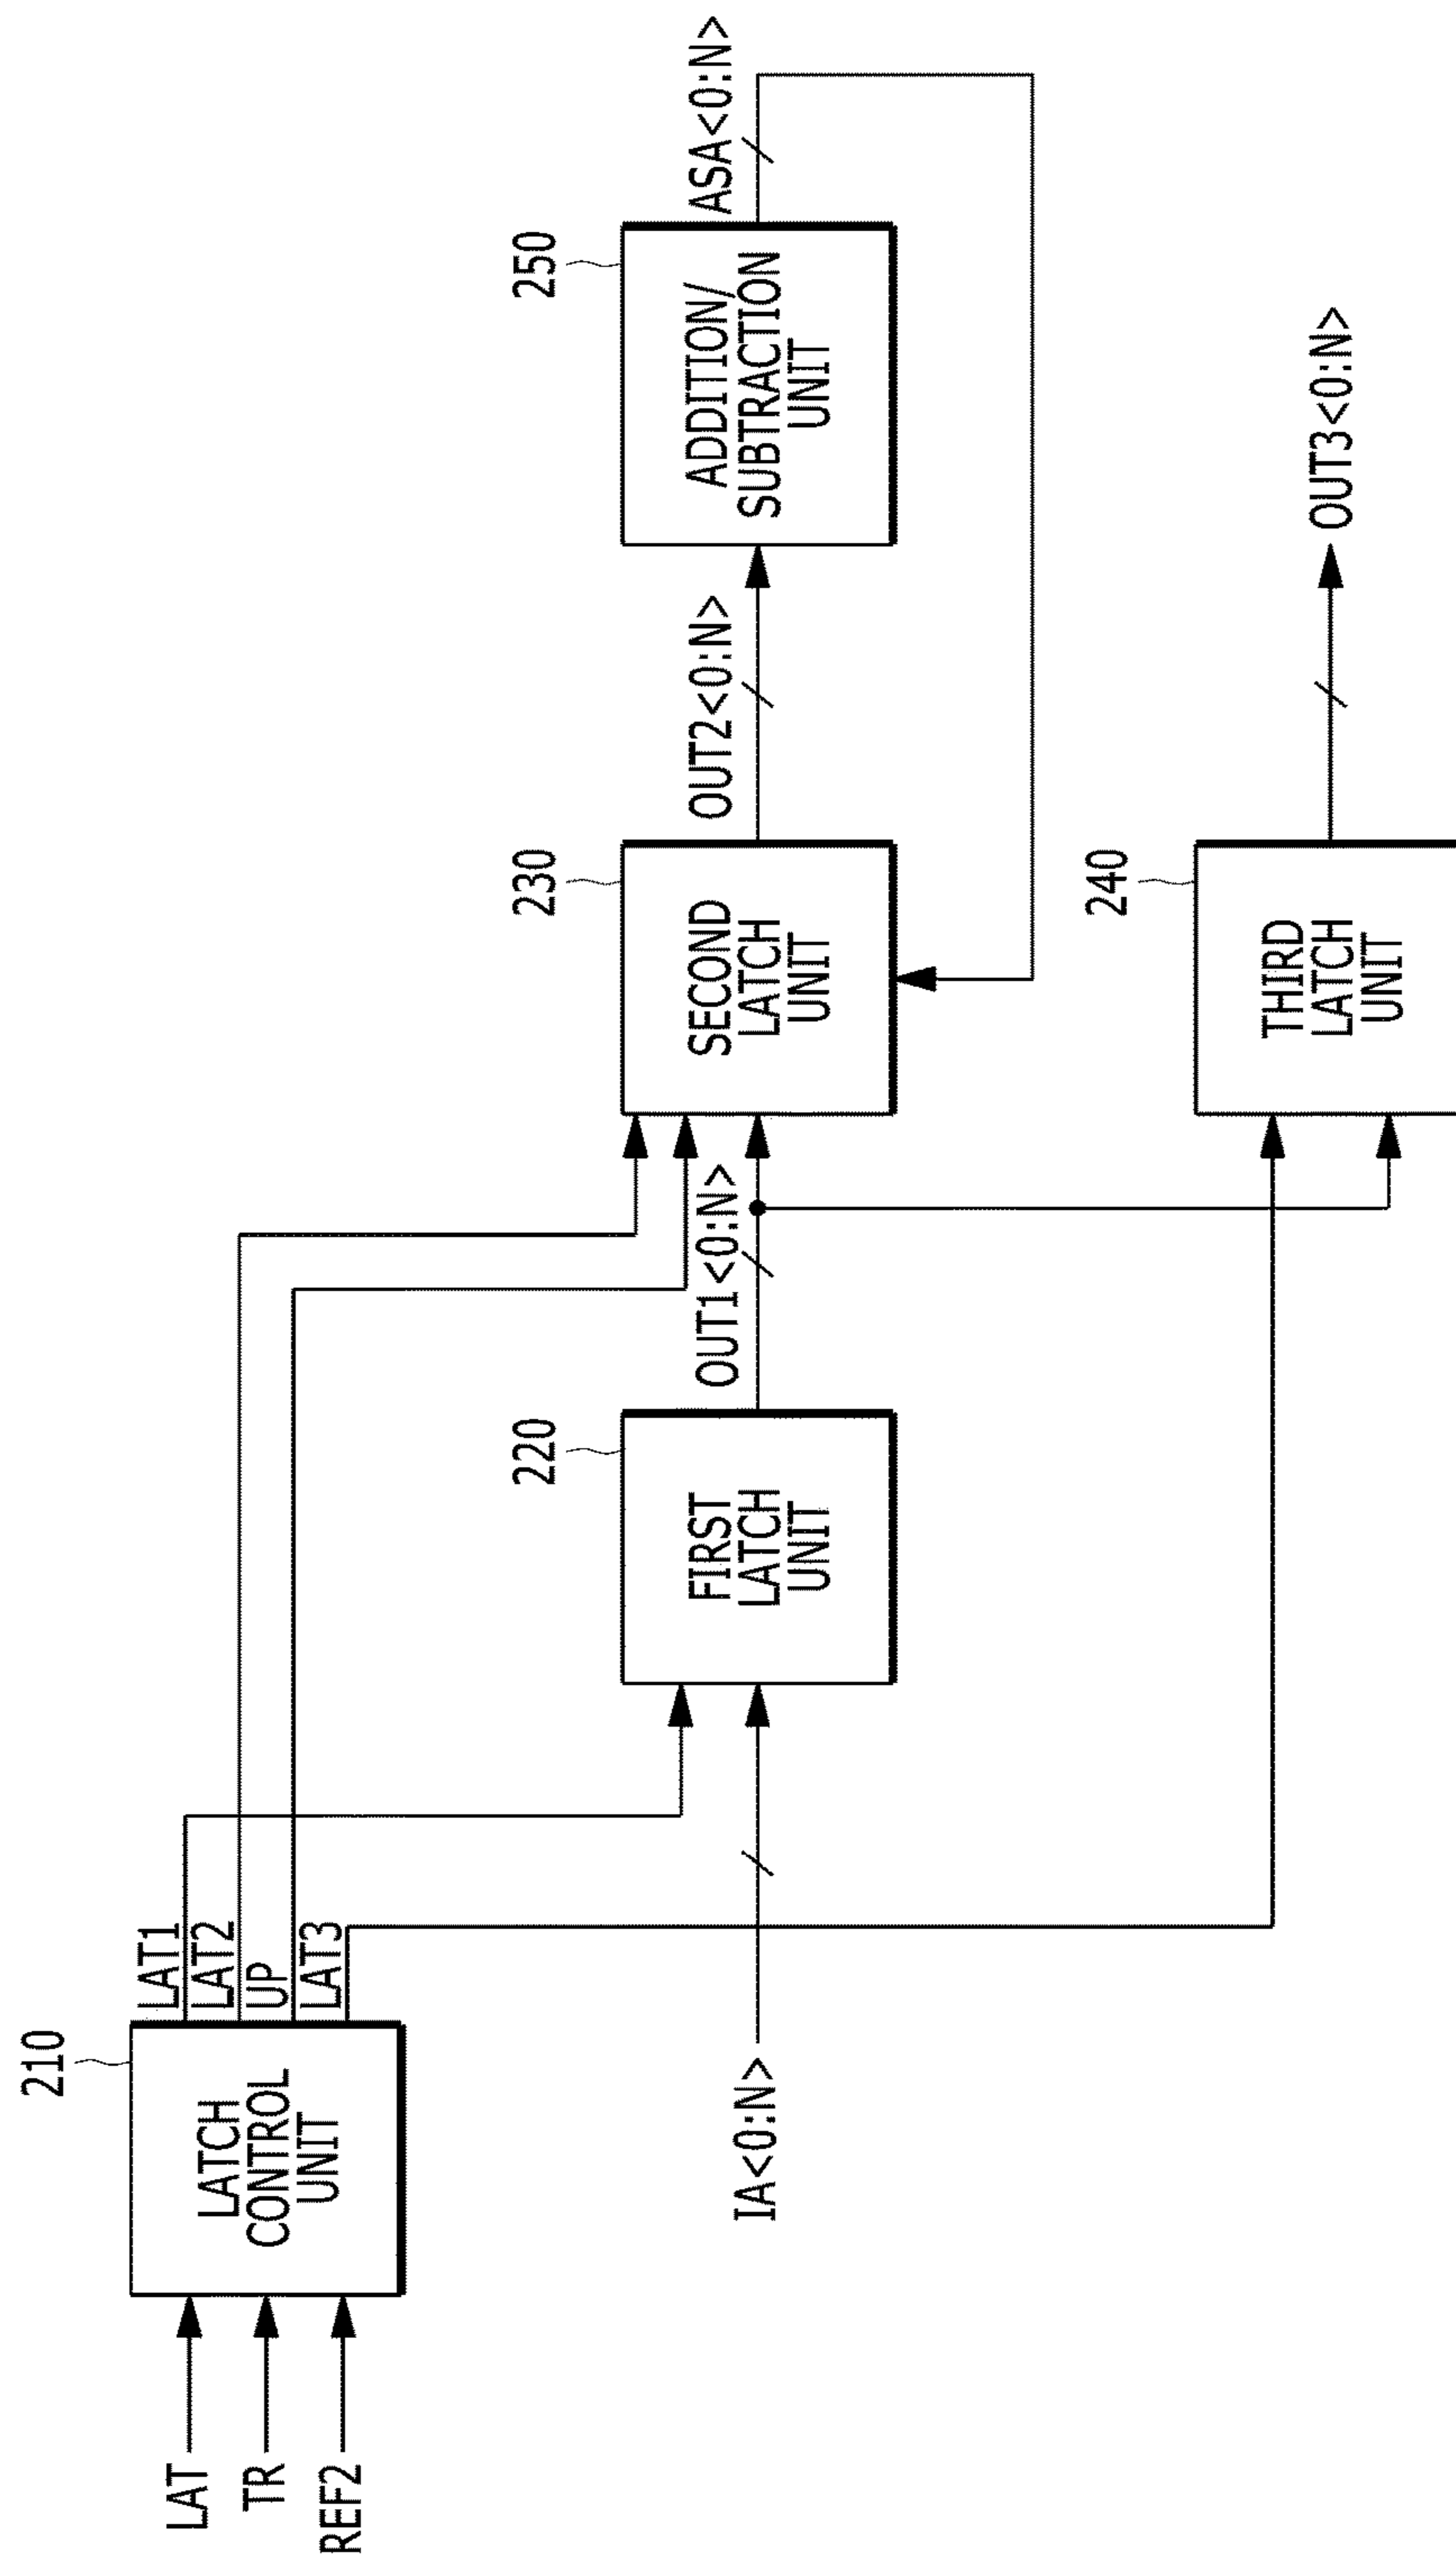 210
LAT
TR
REF2
LATCH
CONTROL
UNIT
LAT1
LAT2
UP
LAT3
IA<0:N>
220
FIRST
LATCH
UNIT
OUT1<0:N>
230
SECOND
LATCH
UNIT
OUT2<0:N>
250
ADDITION/
SUBTRACTION
UNIT
ASA<0:N>
240
THIRD
LATCH
UNIT
OUT3<0:N>